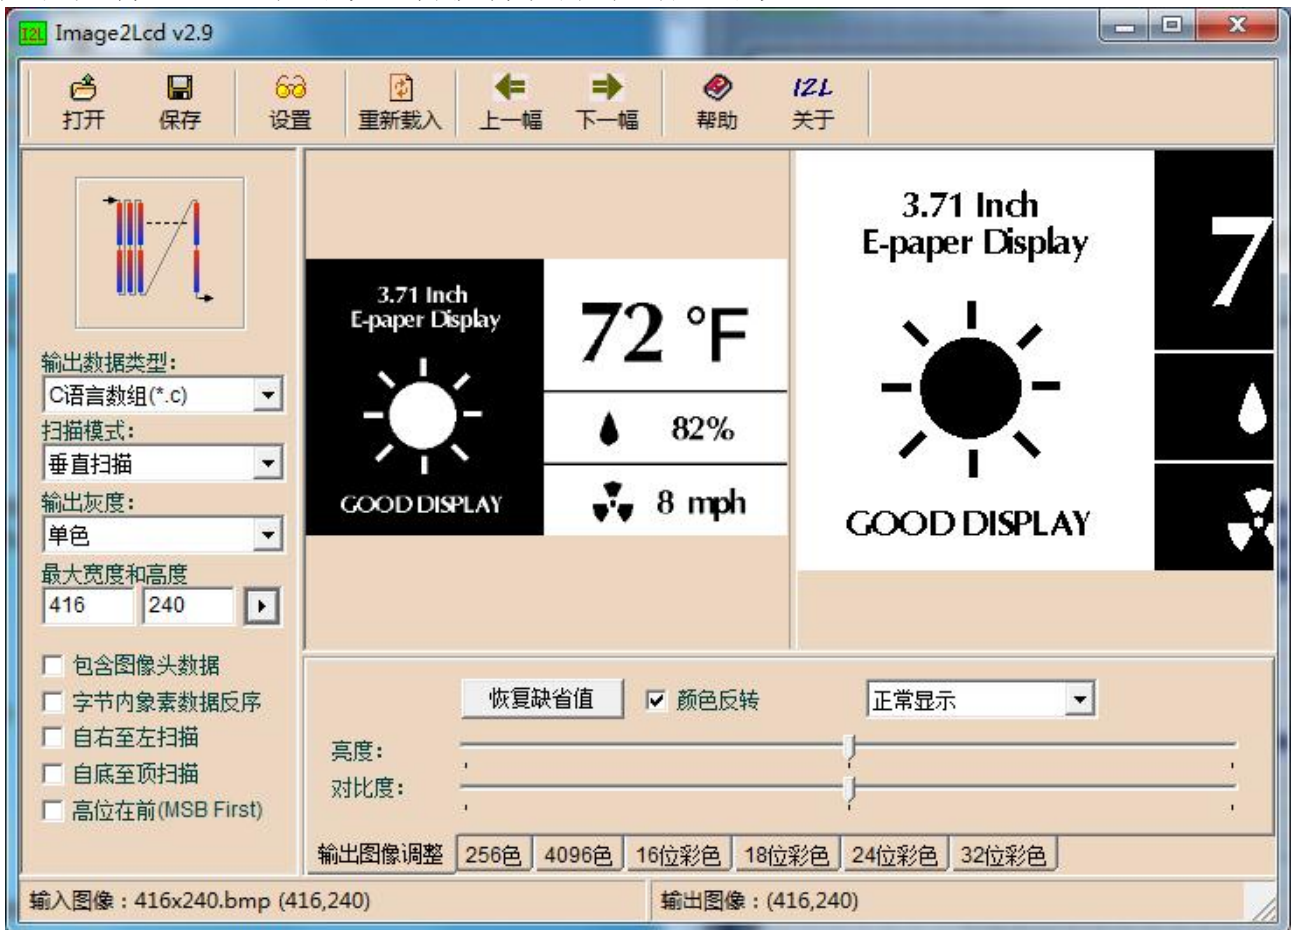 I2L Image2Lcd v2.9
打开 保存 设置 重新载入 上一幅 下一幅 帮助 I2L 关于
输出数据类型:
C语言数组(*.c)
扫描模式:
垂直扫描
输出灰度:
单色
最大宽度和高度
416 240
包含图像头数据
字节内象素数据反序
自右至左扫描
自底至顶扫描
高位在前(MSB First)
3.71 Inch
E-paper Display
GOOD DISPLAY
72 °F
82%
8 mph
3.71 Inch
E-paper Display
GOOD DISPLAY
7
恢复缺省值 颜色反转 正常显示
亮度:
对比度:
输出图像调整 256色 4096色 16位彩色 18位彩色 24位彩色 32位彩色
输入图像:416x240.bmp (416,240) 输出图像:(416,240)